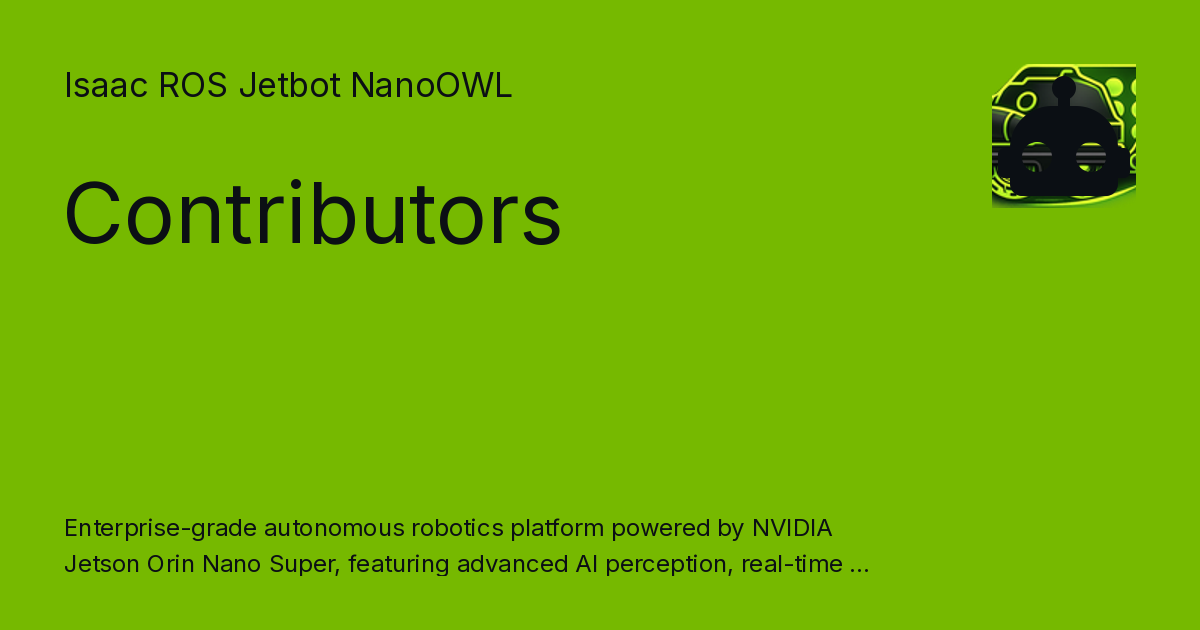 Isaac ROS Jetbot NanoOWL
Contributors
Enterprise-grade autonomous robotics platform powered by NVIDIA
Jetson Orin Nano Super, featuring advanced AI perception, real-time ...